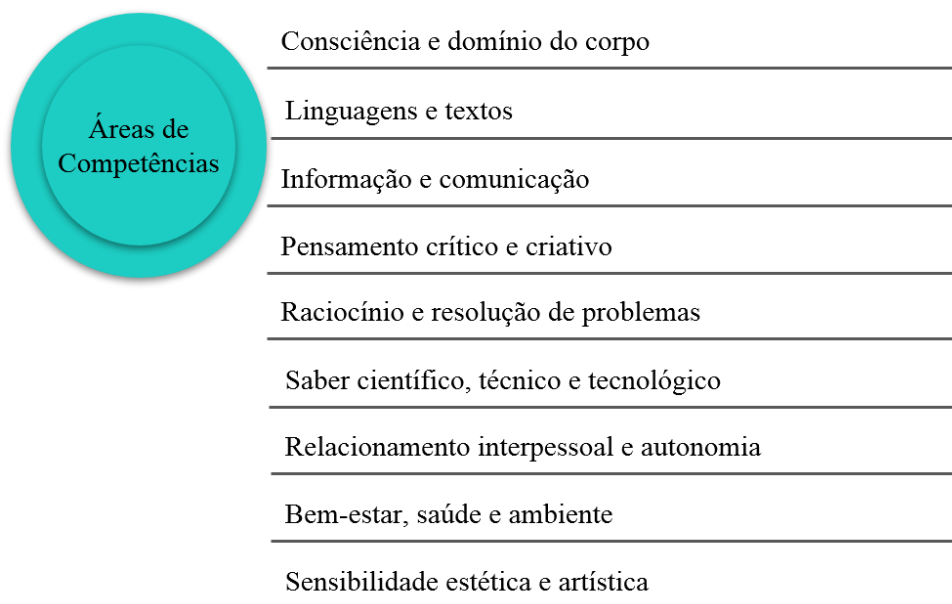 Áreas de
Competências
Consciência e domínio do corpo
Linguagens e textos
Informação e comunicação
Pensamento crítico e criativo
Raciocínio e resolução de problemas
Saber científico, técnico e tecnológico
Relacionamento interpessoal e autonomia
Bem-estar, saúde e ambiente
Sensibilidade estética e artística